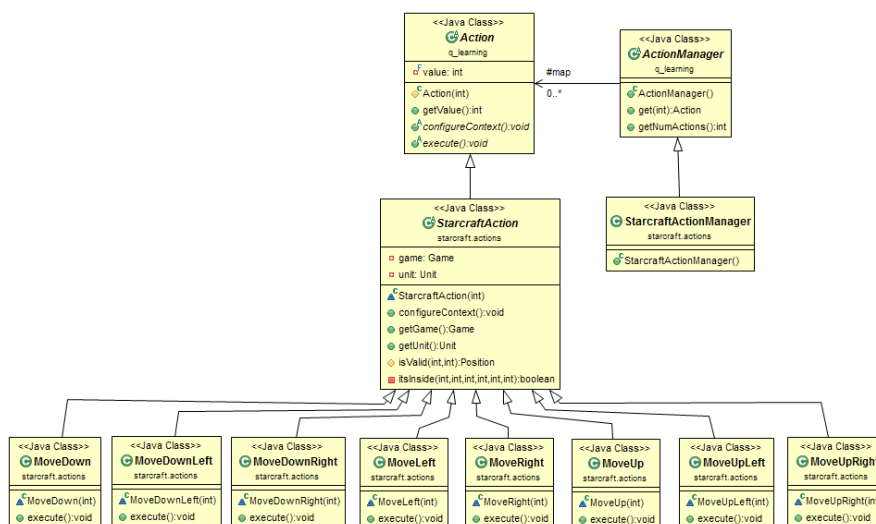 <<Java Class>>
Action
q_learning
value: int
Action(int)
getValue():int
configureContext():void
execute():void
#map
0..*
<<Java Class>>
ActionManager
q_learning
ActionManager()
get(int):Action
getNumActions():int
<<Java Class>>
StarcraftAction
starcraft.actions
game: Game
unit: Unit
StarcraftAction(int)
configureContext():void
getGame():Game
getUnit():Unit
isValid(int,int):Position
itsInside(int,int,int,int,int,int):boolean
<<Java Class>>
StarcraftActionManager
starcraft.actions
StarcraftActionManager()
<<Java Class>>
MoveDown
starcraft.actions
MoveDown(int)
execute():void
<<Java Class>>
MoveDownLeft
starcraft.actions
MoveDownLeft(int)
execute():void
<<Java Class>>
MoveDownRight
starcraft.actions
MoveDownRight(int)
execute():void
<<Java Class>>
MoveLeft
starcraft.actions
MoveLeft(int)
execute():void
<<Java Class>>
MoveRight
starcraft.actions
MoveRight(int)
execute():void
<<Java Class>>
MoveUp
starcraft.actions
MoveUp(int)
execute():void
<<Java Class>>
MoveUpLeft
starcraft.actions
MoveUpLeft(int)
execute():void
<<Java Class>>
MoveUpRight
starcraft.actions
MoveUpRight(int)
execute():void